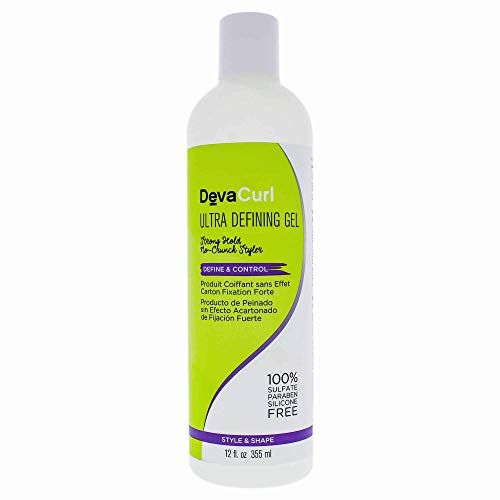 DevaCurl
ULTRA DEFINING GEL
Strong Hold
No-Crunch Styler
DEFINE & CONTROL
Produit Coiffant sans Effet
Carton Fixation Forte
Producto de Peinado
sin Efecto Acartonado
de Fijación Fuerte
100%
SULFATE
PARABEN
SILICONE
FREE
STYLE & SHAPE
12 fl. oz 355 ml